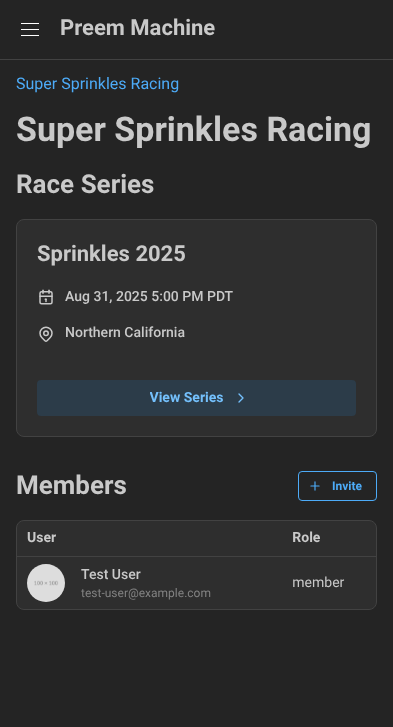 Preem Machine
Super Sprinkles Racing
Super Sprinkles Racing
Race Series
Sprinkles 2025
Aug 31, 2025 5:00 PM PDT
Northern California
View Series
Members
Invite
User Role
100 × 100
Test User
test-user@example.com
member